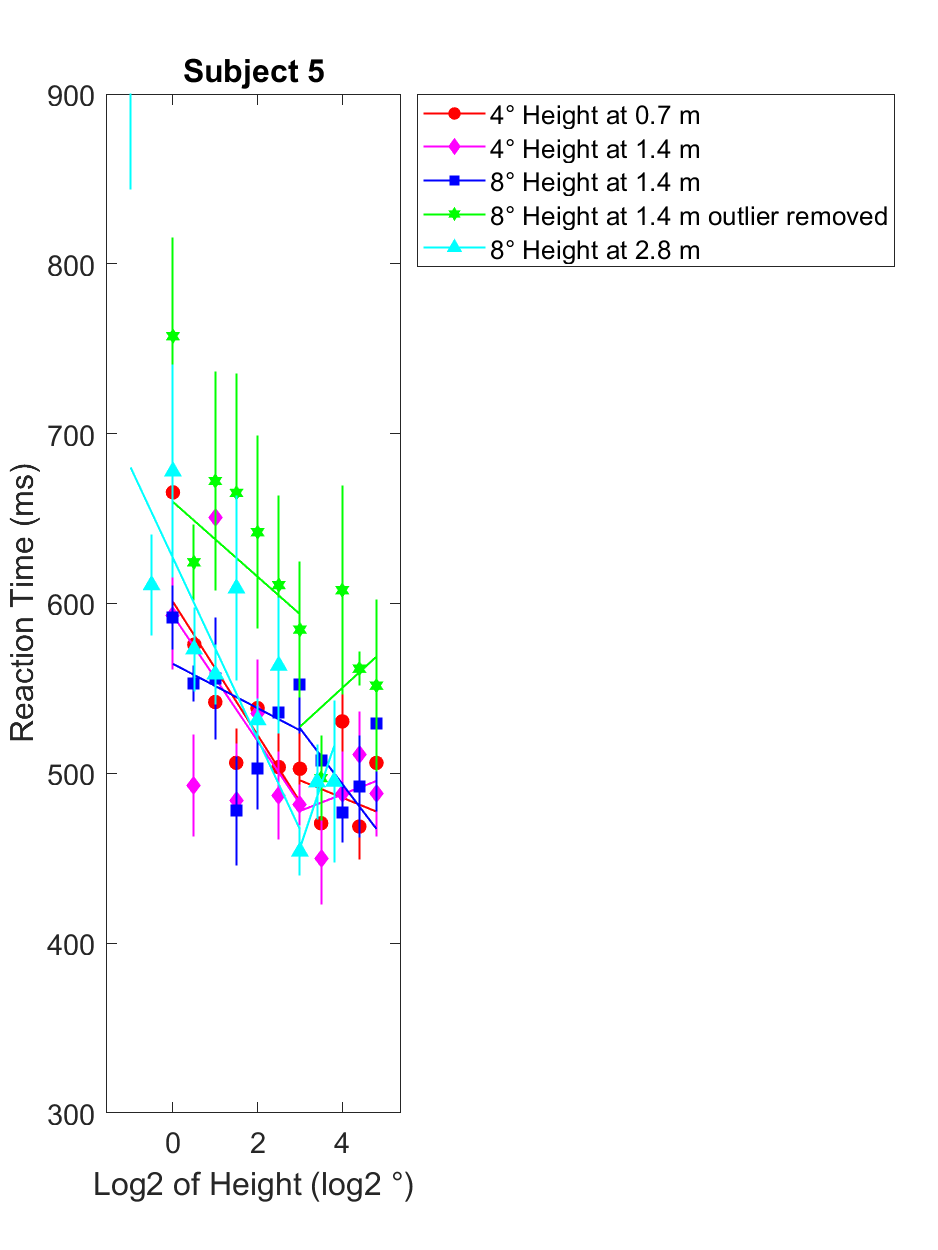 Subject 5
900
800
700
600
500
400
300
0 2 4
Reaction Time (ms)
Log2 of Height (log2 °)
4° Height at 0.7 m
4° Height at 1.4 m
8° Height at 1.4 m
8° Height at 1.4 m outlier removed
8° Height at 2.8 m